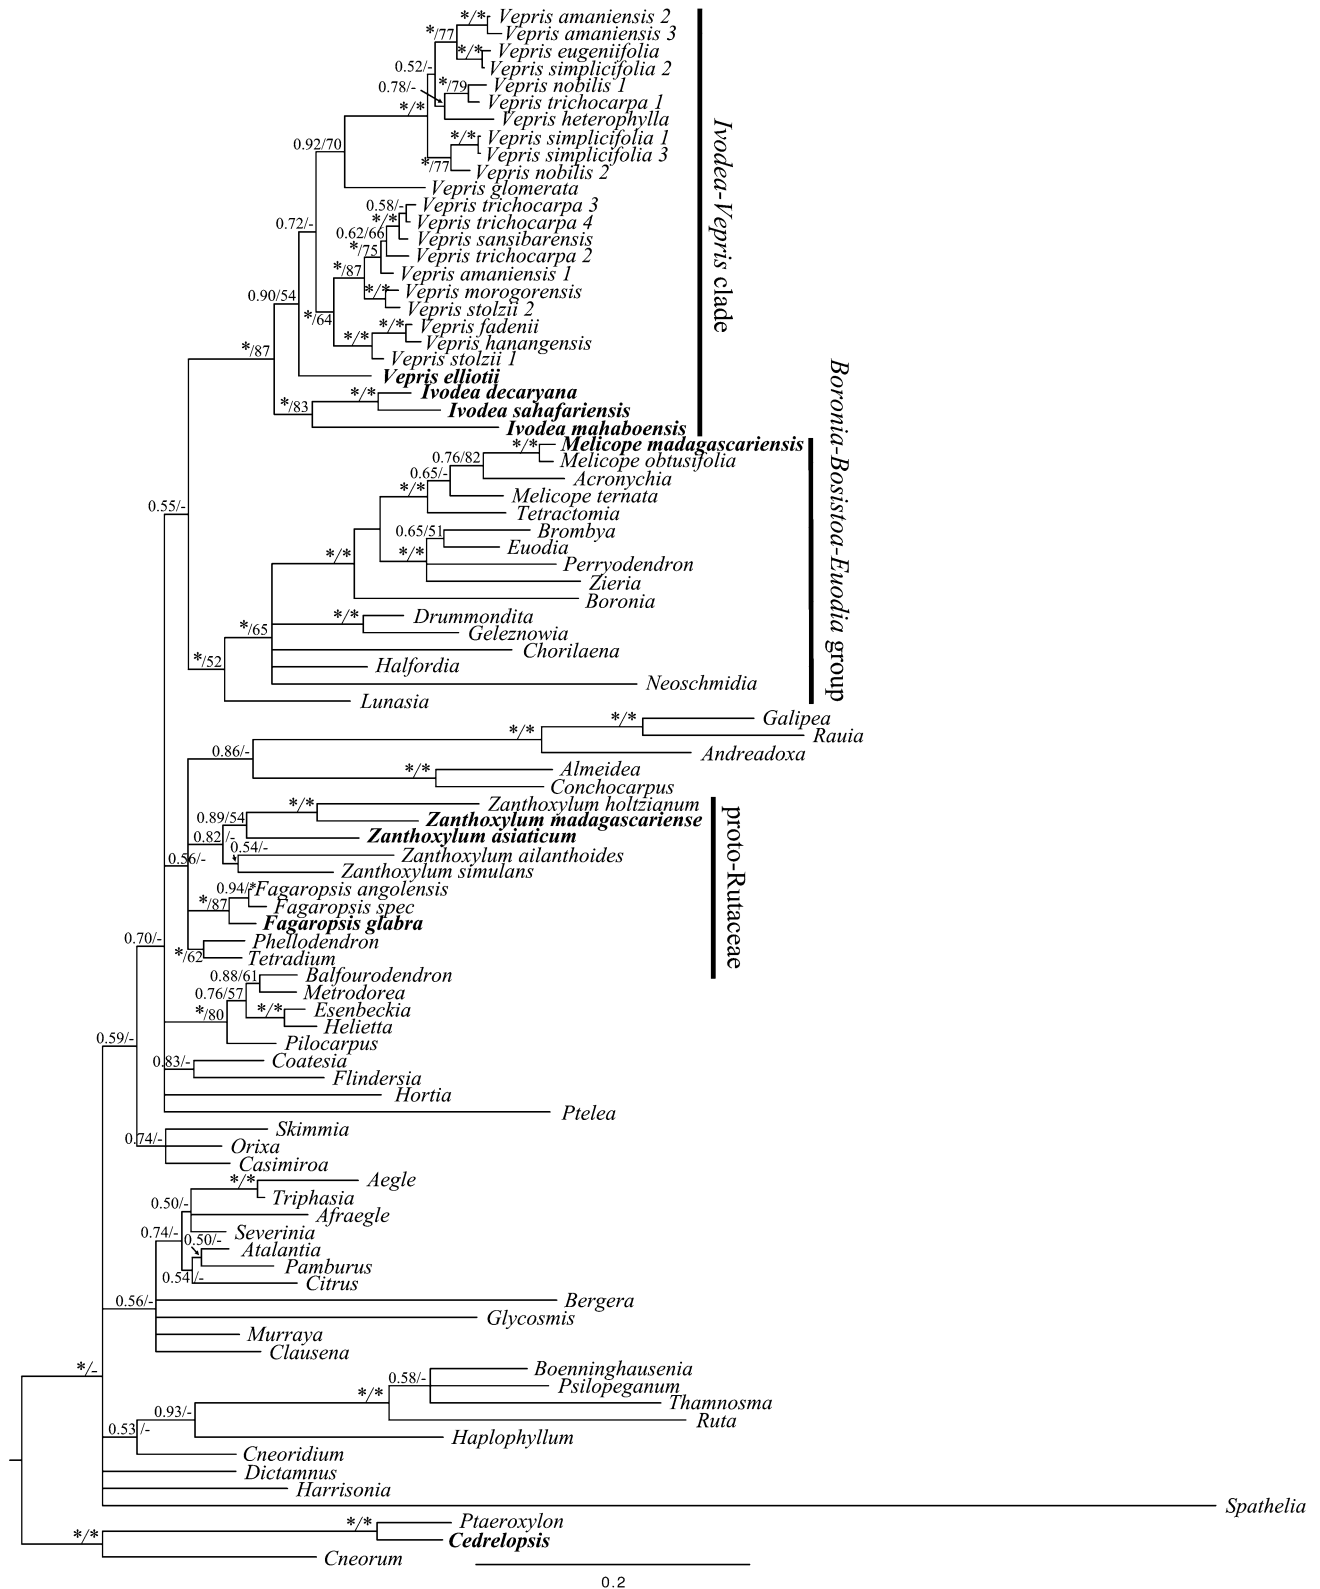 */* Vepris amaniensis 2
*/77 Vepris amaniensis 3
*/* Vepris eugeniifolia
0.52/- Vepris simplicifolia 2
0.78/- */79 Vepris nobilis 1
*/* Vepris trichocarpa 1
Vepris heterophylla
*/* Vepris simplicifolia 1
0.92/70 Vepris simplicifolia 3
*/77 Vepris nobilis 2
Vepris glomerata
0.58/- Vepris trichocarpa 3
0.72/- */* Vepris trichocarpa 4
0.62/66 Vepris sansibarensis
*/75 Vepris trichocarpa 2
*/87 Vepris amaniensis 1
*/* Vepris morogorensis
0.90/54 Vepris stolzii 2
*/64 */* Vepris fadenii
*/* Vepris hanangensis
*/87 Vepris stolzii 1
Vepris elliotii
*/* Ivodea decaryana
*/83 Ivodea sahafariensis
Ivodea mahaboensis
Ivodea-Vepris clade
*/* Melicope madagascariensis
0.76/82 Melicope obtusifolia
0.65/- Acronychia
*/* Melicope ternata
0.55/- Tetractomia
0.65/51 Brombya
*/* Euodia
*/* Perryodendron
Zieria
Boronia
*/* Drummondita
*/65 Geleznowia
Chorilaena
*/52 Halfordia
Neoschmidia
Lunasia
Boronia-Bosistoa-Euodia group
*/* Galipea
*/* Rauia
0.86/- Andreadoxa
*/* Almeidea
Conchocarpus
*/* Zanthoxylum holtzianum
0.89/54 Zanthoxylum madagascariense
0.82/- Zanthoxylum asiaticum
0.56/- 0.54/- Zanthoxylum ailanthoides
Zanthoxylum simulans
0.94/* Fagaropsis angolensis
*/87 Fagaropsis spec
Fagaropsis glabra
0.70/- Phellodendron
*/62 Tetradium
proto-Rutaceae
0.88/61 Balfourodendron
0.76/57 Metrodorea
*/80 */* Esenbeckia
Helietta
0.59/- Pilocarpus
0.83/- Coatesia
Flindersia
Hortia
Ptelea
0.74/- Skimmia
Orixa
Casimiroa
*/* Aegle
0.50/- Triphasia
Afraegle
0.74/- Severinia
0.50/- Atalantia
Pamburus
0.54/- Citrus
0.56/- Bergera
Glycosmis
Murraya
Clausena
*/- 0.58/- Boenninghausenia
*/* Psilopeganum
Thamnosma
0.93/- Ruta
0.53/- Haplophyllum
Cneoridium
Dictamnus
Harrisonia
Spathelia
*/* */* Ptaeroxylon
Cedrelopsis
Cneorum
0.2